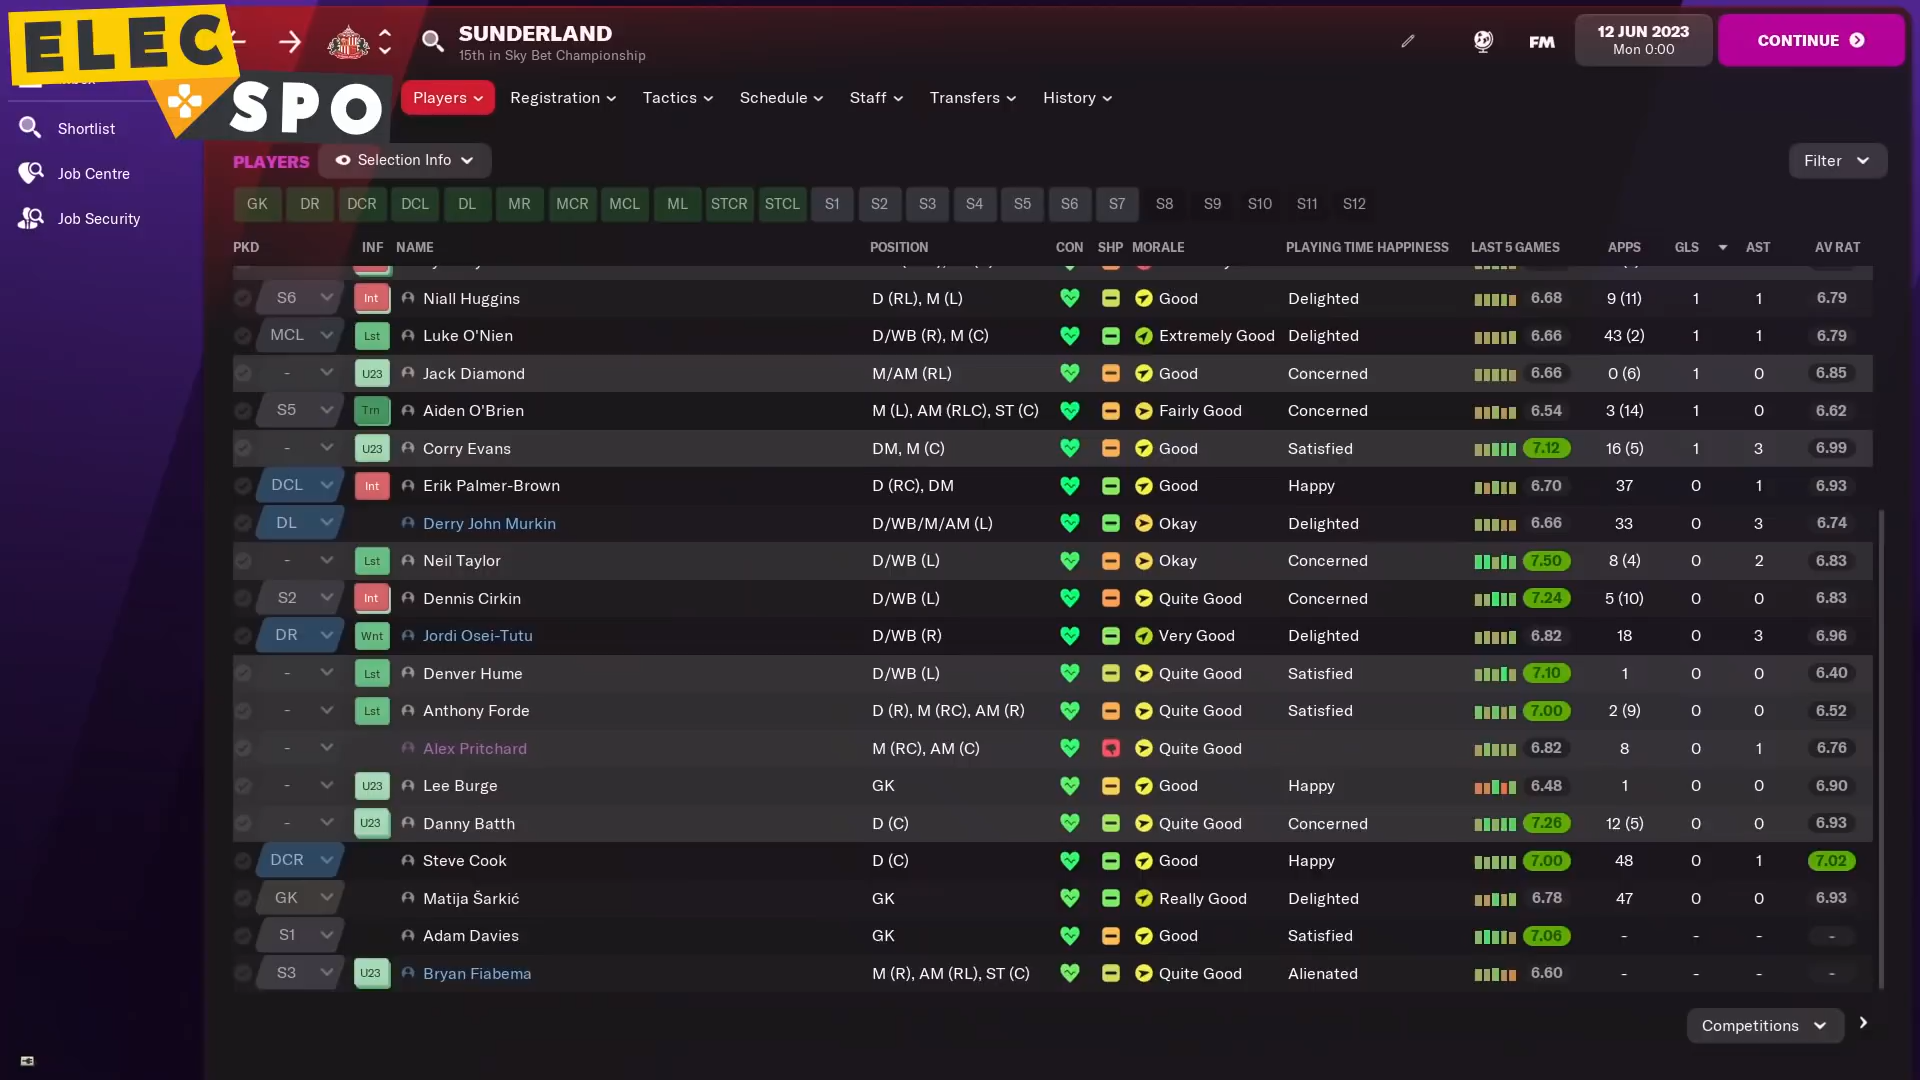 ELEC
SPO
SUNDERLAND
15th in Sky Bet Championship
FM
12 JUN 2023
Mon 0:00
CONTINUE
Shortlist
Job Centre
Job Security
Players Registration Tactics Schedule Staff Transfers History
PLAYERS Selection Info Filter
GK DR DCR DCL DL MR MCR MCL ML STCR STCL S1 S2 S3 S4 S5 S6 S7 S8 S9 S10 S11 S12
PKD INF NAME POSITION CON SHP MORALE PLAYING TIME HAPPINESS LAST 5 GAMES APPS GLS AST AV RAT
S6 Int Niall Huggins D (RL), M (L) Good Delighted 6.68 9 (11) 1 1 6.79
MCL Lst Luke O'Nien D/WB (R), M (C) Extremely Good Delighted 6.66 43 (2) 1 1 6.79
- U23 Jack Diamond M/AM (RL) Good Concerned 6.66 0 (6) 1 0 6.85
S5 Trn Aiden O'Brien M (L), AM (RLC), ST (C) Fairly Good Concerned 6.54 3 (14) 1 0 6.62
- U23 Corry Evans DM, M (C) Good Satisfied 7.12 16 (5) 1 3 6.99
DCL Int Erik Palmer-Brown D (RC), DM Good Happy 6.70 37 0 1 6.93
DL Derry John Murkin D/WB/M/AM (L) Okay Delighted 6.66 33 0 3 6.74
- Lst Neil Taylor D/WB (L) Okay Concerned 7.50 8 (4) 0 2 6.83
S2 Int Dennis Cirkin D/WB (L) Quite Good Concerned 7.24 5 (10) 0 0 6.83
DR Wnt Jordi Osei-Tutu D/WB (R) Very Good Delighted 6.82 18 0 3 6.96
- Lst Denver Hume D/WB (L) Quite Good Satisfied 7.10 1 0 0 6.40
- Lst Anthony Forde D (R), M (RC), AM (R) Quite Good Satisfied 7.00 2 (9) 0 0 6.52
- Alex Pritchard M (RC), AM (C) Quite Good 6.82 8 0 1 6.76
- U23 Lee Burge GK Good Happy 6.48 1 0 0 6.90
- U23 Danny Batth D (C) Quite Good Concerned 7.26 12 (5) 0 0 6.93
DCR Steve Cook D (C) Good Happy 7.00 48 0 1 7.02
GK Matija Šarkić GK Really Good Delighted 6.78 47 0 0 6.93
S1 Adam Davies GK Good Satisfied 7.06 - - - -
S3 U23 Bryan Fiabema M (R), AM (RL), ST (C) Quite Good Alienated 6.60 - - - -
Competitions